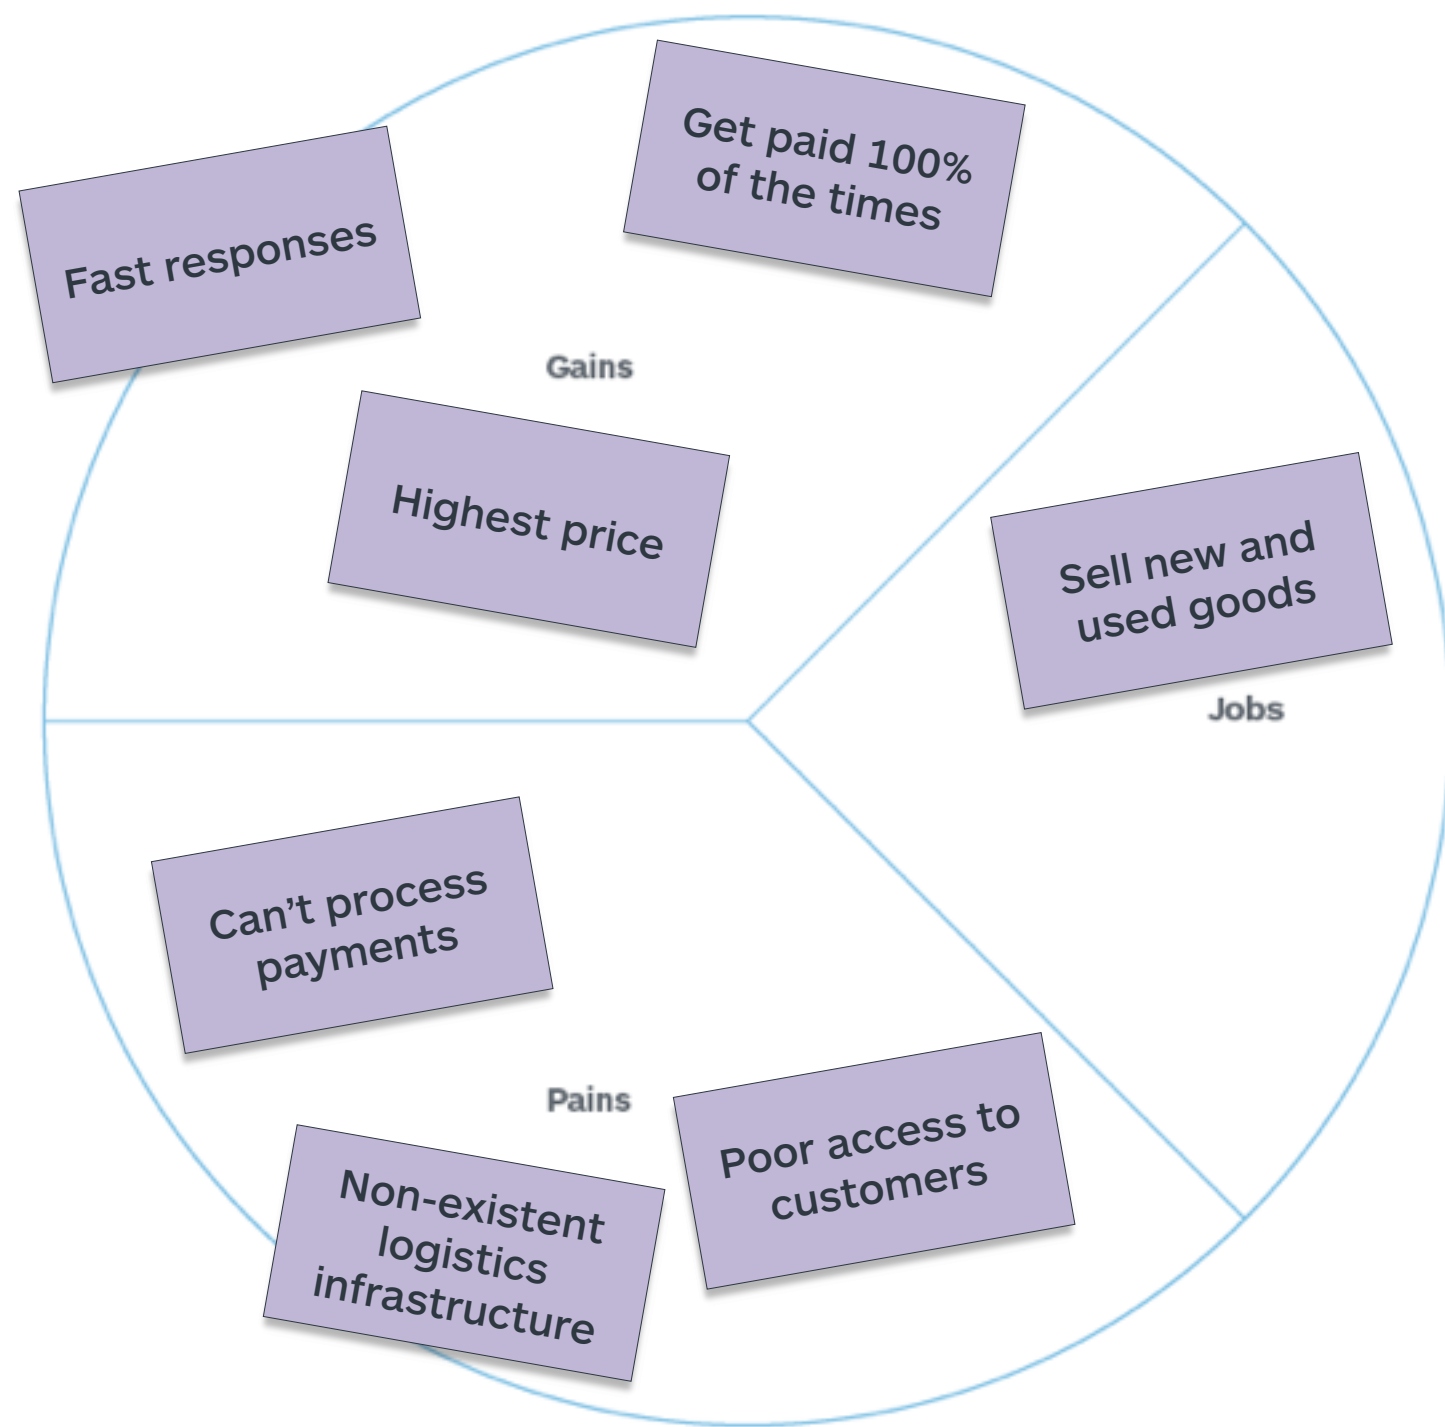 Get paid 100%
of the times
Fast responses
Gains
Highest price
Sell new and
used goods
Jobs
Can’t process
payments
Pains
Poor access to
customers
Non-existent
logistics
infrastructure